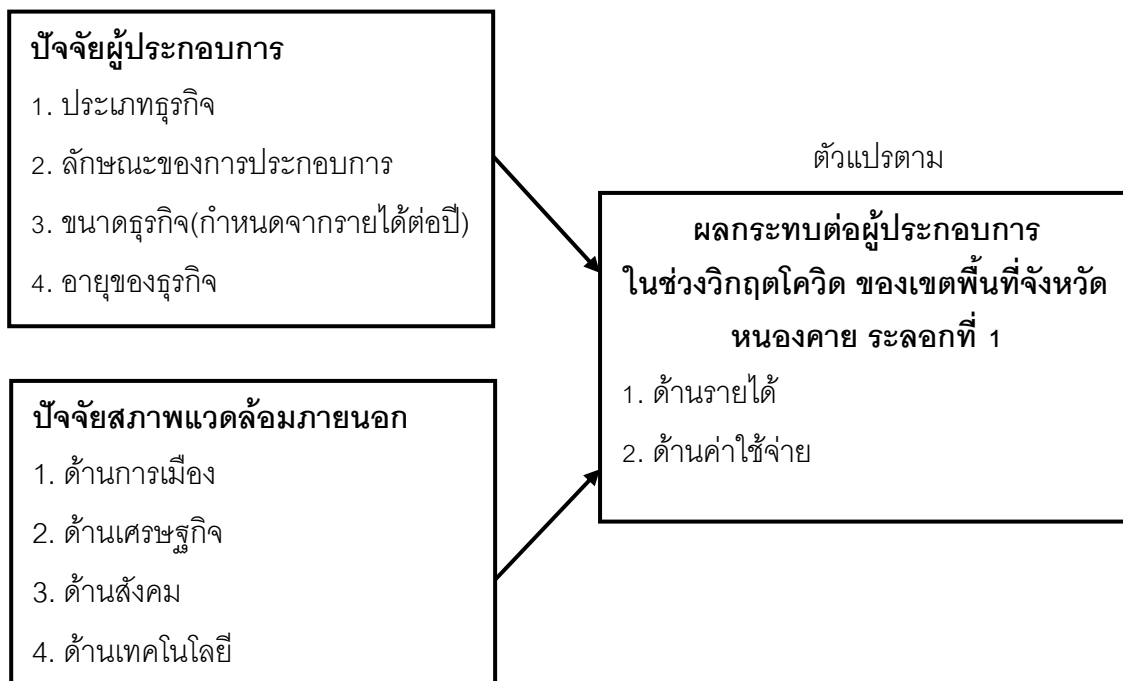 ปัจจัยผู้ประกอบการ
1. ประเภทธุรกิจ
2. ลักษณะของการประกอบการ
3. ขนาดธุรกิจ(กำหนดจากรายได้ต่อปี)
4. อายุของธุรกิจ
ปัจจัยสภาพแวดล้อมภายนอก
1. ด้านการเมือง
2. ด้านเศรษฐกิจ
3. ด้านสังคม
4. ด้านเทคโนโลยี
ตัวแปรตาม
ผลกระทบต่อผู้ประกอบการ
ในช่วงวิกฤตโควิด ของเขตพื้นที่จังหวัด
หนองคาย ระลอกที่ 1
1. ด้านรายได้
2. ด้านค่าใช้จ่าย